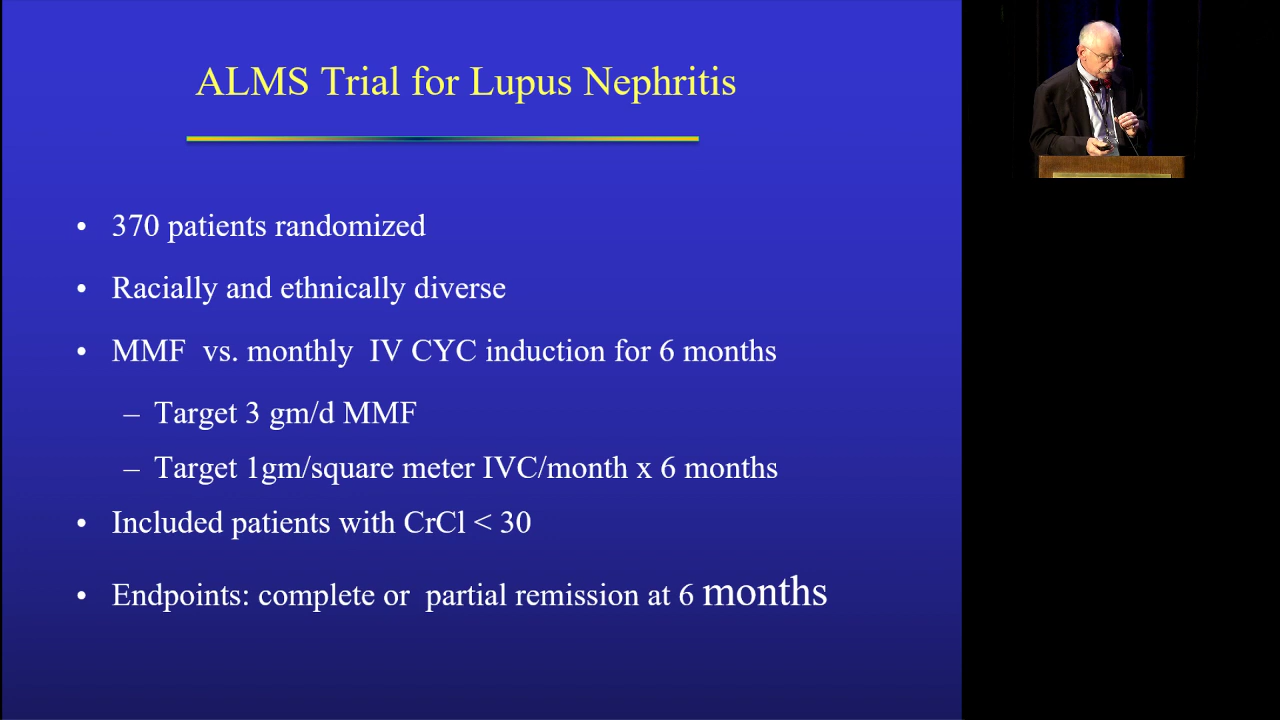 ALMS Trial for Lupus Nephritis
• 370 patients randomized
• Racially and ethnically diverse
• MMF vs. monthly IV CYC induction for 6 months
– Target 3 gm/d MMF
– Target 1gm/square meter IVC/month x 6 months
• Included patients with CrCl < 30
• Endpoints: complete or partial remission at 6 months